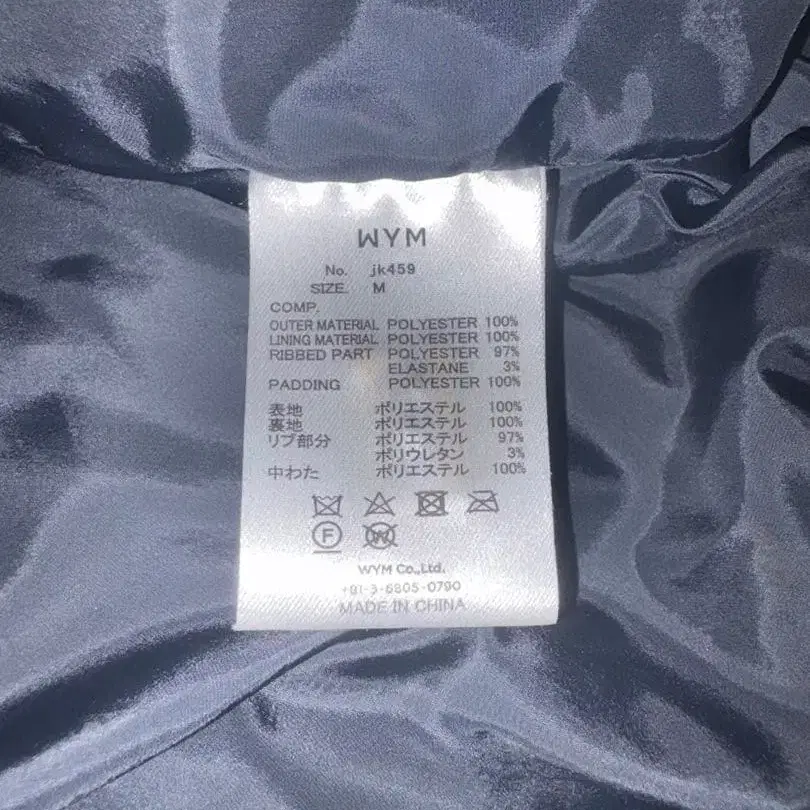 WYM
No. jk459
SIZE. M
COMP.
OUTER MATERIAL POLYESTER 100%
LINING MATERIAL POLYESTER 100%
RIBBED PART POLYESTER 97%
ELASTANE 3%
PADDING POLYESTER 100%
表地 ポリエステル 100%
裏地 ポリエステル 100%
リブ部分 ポリエステル 97%
ポリウレタン 3%
中わた ポリエステル 100%
F W
WYM Co.,Ltd.
+81-3-6805-0790
MADE IN CHINA